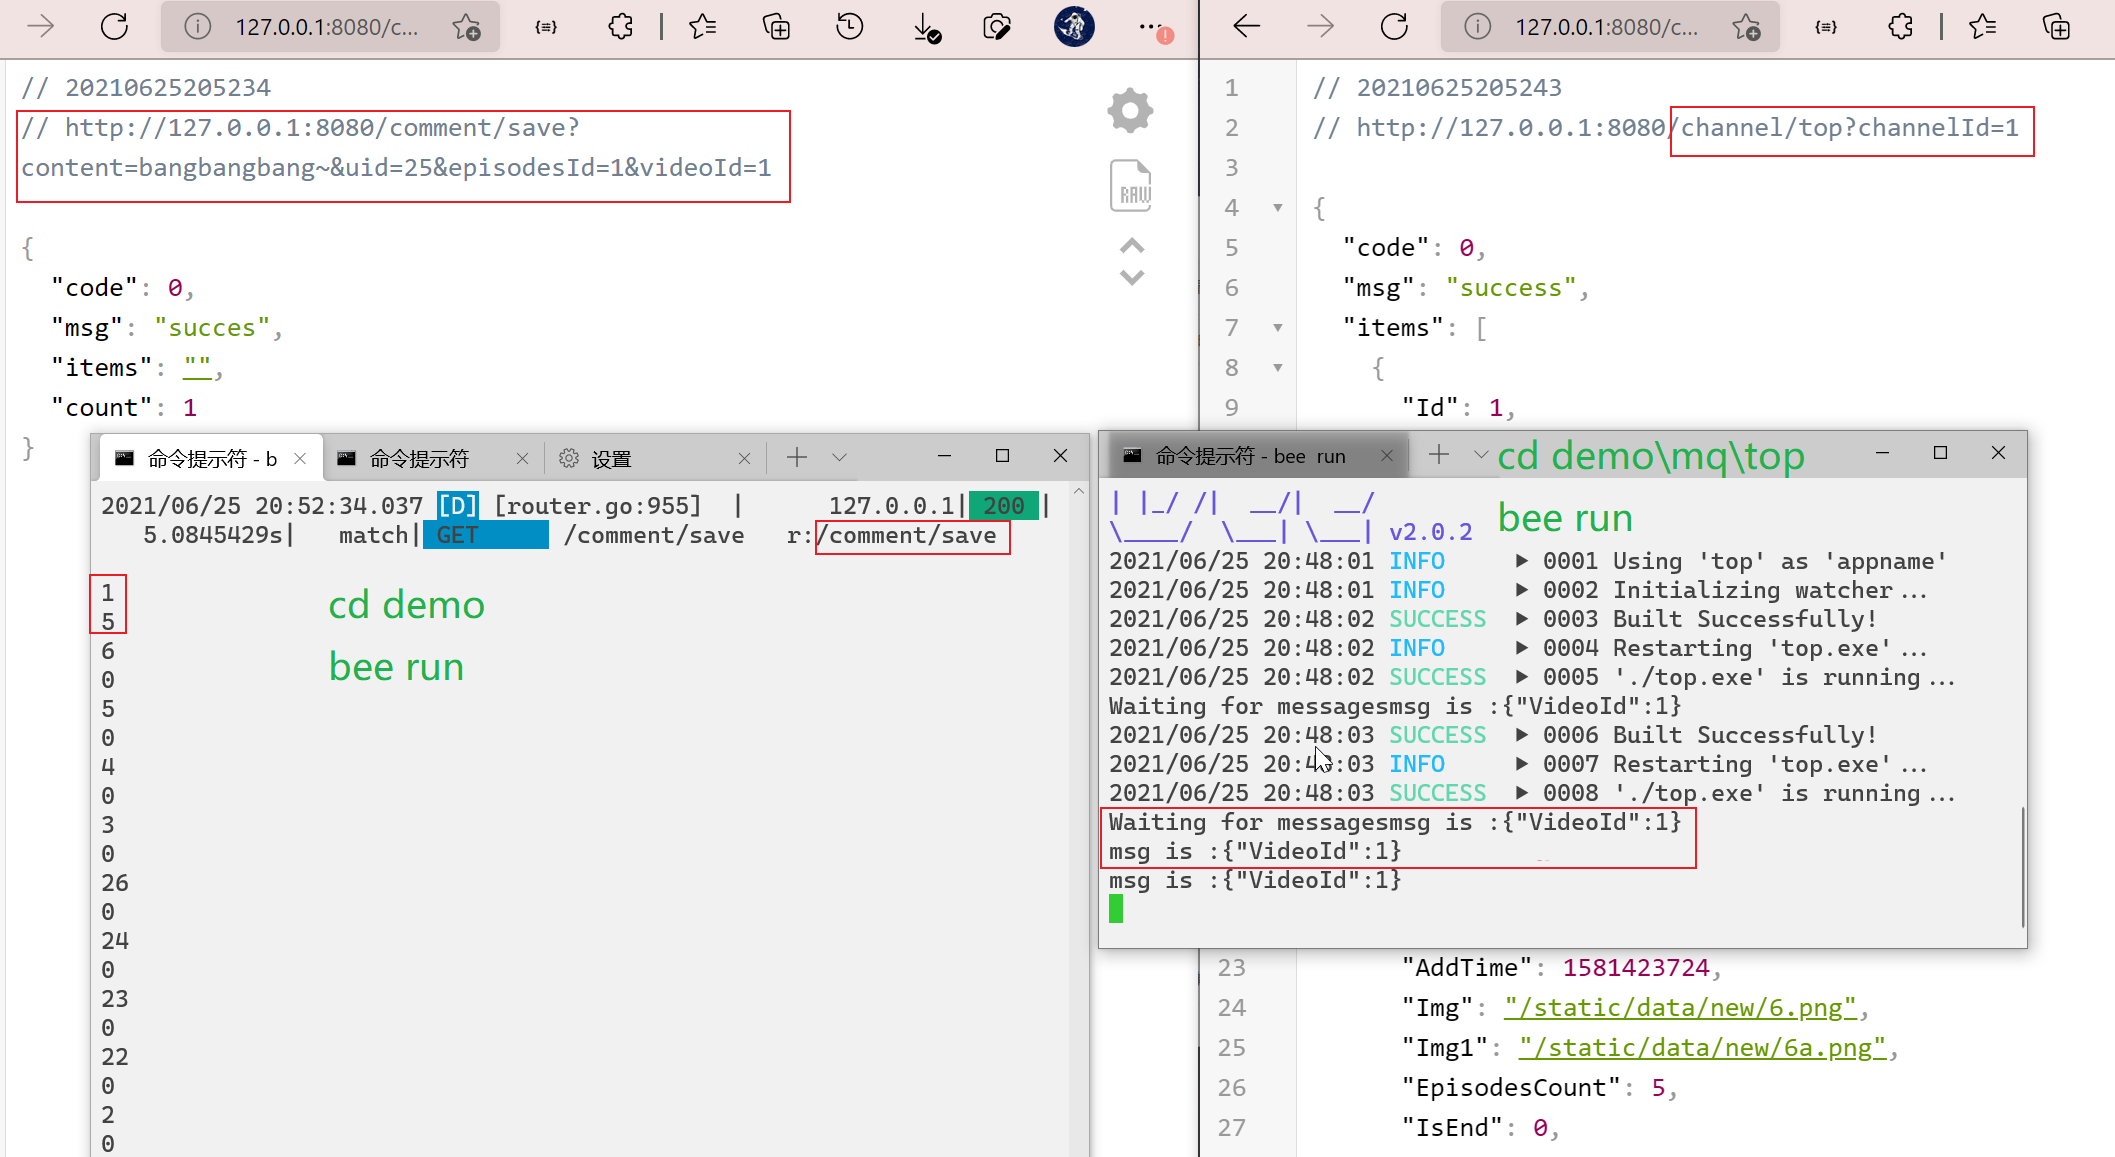 127.0.0.1:8080/c...
// 20210625205234
// http://127.0.0.1:8080/comment/save?
content=bangbangbang~&uid=25&episodesId=1&videoId=1
{
"code": 0,
"msg": "succes",
"items": "",
"count": 1
}
RAW
命令提示符 - b
命令提示符
设置
2021/06/25 20:52:34.037 [D] [router.go:955] | 127.0.0.1| 200 |
5.0845429s| match| GET /comment/save r:/comment/save
cd demo
bee run
1
5
6
0
5
0
4
0
3
0
26
0
24
0
23
0
22
0
2
0
127.0.0.1:8080/c...
1 // 20210625205243
2 // http://127.0.0.1:8080/channel/top?channelId=1
3
4 {
5 "code": 0,
6 "msg": "success",
7 "items": [
8 {
9 "Id": 1,
命令提示符 - bee run
cd demo\mq\top
bee run
| |_/ /| __/| __/
\____/ \___| \___| v2.0.2
2021/06/25 20:48:01 INFO ▶ 0001 Using 'top' as 'appname'
2021/06/25 20:48:01 INFO ▶ 0002 Initializing watcher...
2021/06/25 20:48:02 SUCCESS ▶ 0003 Built Successfully!
2021/06/25 20:48:02 INFO ▶ 0004 Restarting 'top.exe'...
2021/06/25 20:48:02 SUCCESS ▶ 0005 './top.exe' is running...
Waiting for messagesmsg is :{"VideoId":1}
2021/06/25 20:48:03 SUCCESS ▶ 0006 Built Successfully!
2021/06/25 20:48:03 INFO ▶ 0007 Restarting 'top.exe'...
2021/06/25 20:48:03 SUCCESS ▶ 0008 './top.exe' is running...
Waiting for messagesmsg is :{"VideoId":1}
msg is :{"VideoId":1}
msg is :{"VideoId":1}
23 "AddTime": 1581423724,
24 "Img": "/static/data/new/6.png",
25 "Img1": "/static/data/new/6a.png",
26 "EpisodesCount": 5,
27 "IsEnd": 0,